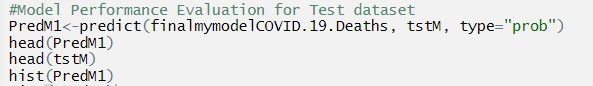 #Model Performance Evaluation for Test dataset
PredM1<-predict(finalmymodelCOVID.19.Deaths, tstM, type="prob")
head(PredM1)
head(tstM)
hist(PredM1)